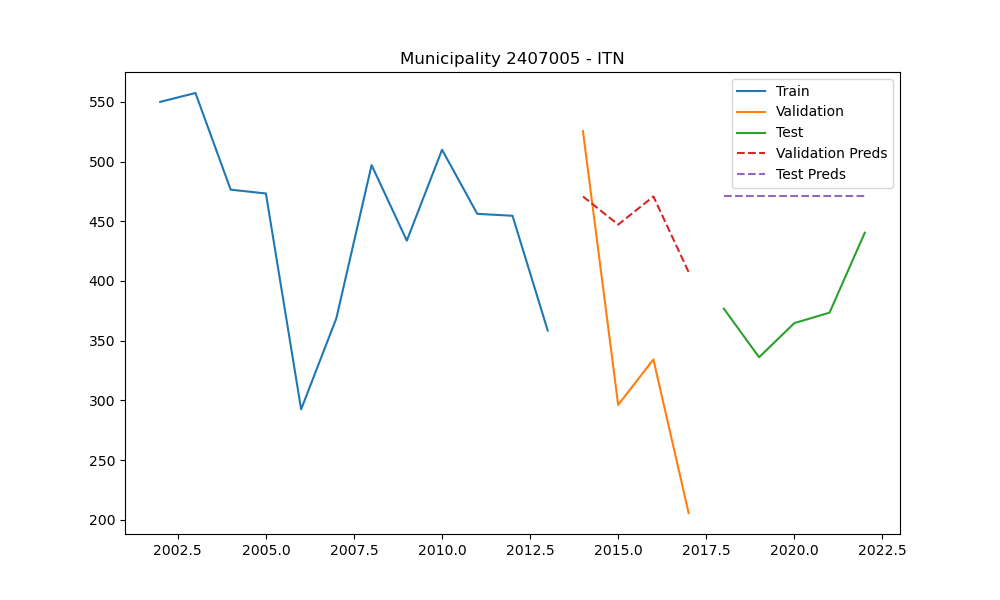 Municipality 2407005 - ITN
Train
Validation
Test
Validation Preds
Test Preds
550
500
450
400
350
300
250
200
2002.5 2005.0 2007.5 2010.0 2012.5 2015.0 2017.5 2020.0 2022.5